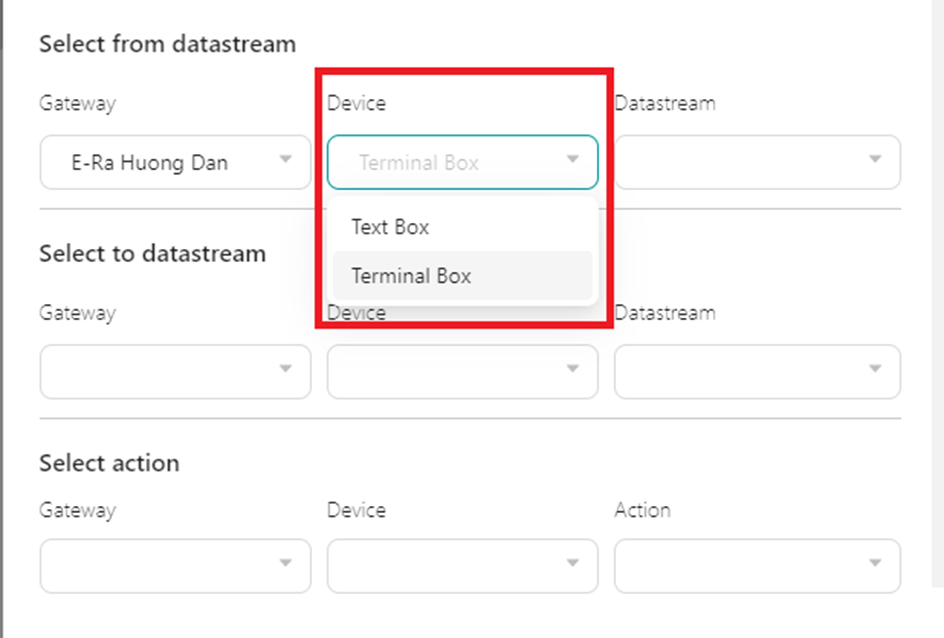 Select from datastream
Gateway Device Datastream
E-Ra Huong Dan Terminal Box
Text Box
Select to datastream
Terminal Box
Gateway Device Datastream
Select action
Gateway Device Action